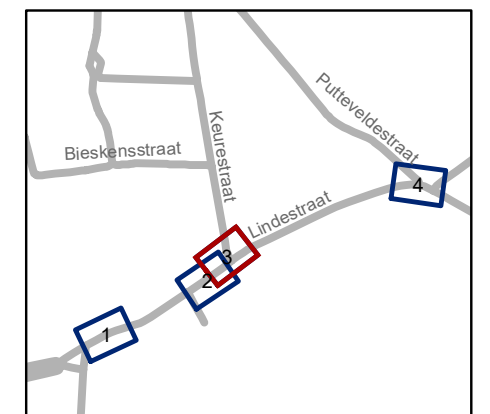 Putteveldestraat
Keurestraat
Bieskensstraat
4
Lindestraat
3
2
1